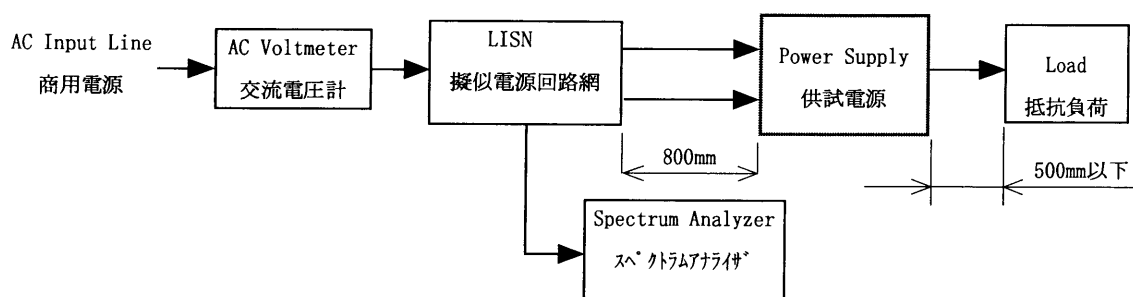 AC Input Line
商用電源
AC Voltmeter
交流電圧計
LISN
擬似電源回路網
Power Supply
供試電源
Load
抵抗負荷
800mm
500mm以下
Spectrum Analyzer
ｽﾍﾟｸﾄﾗﾑｱﾅﾗｲｻﾞ